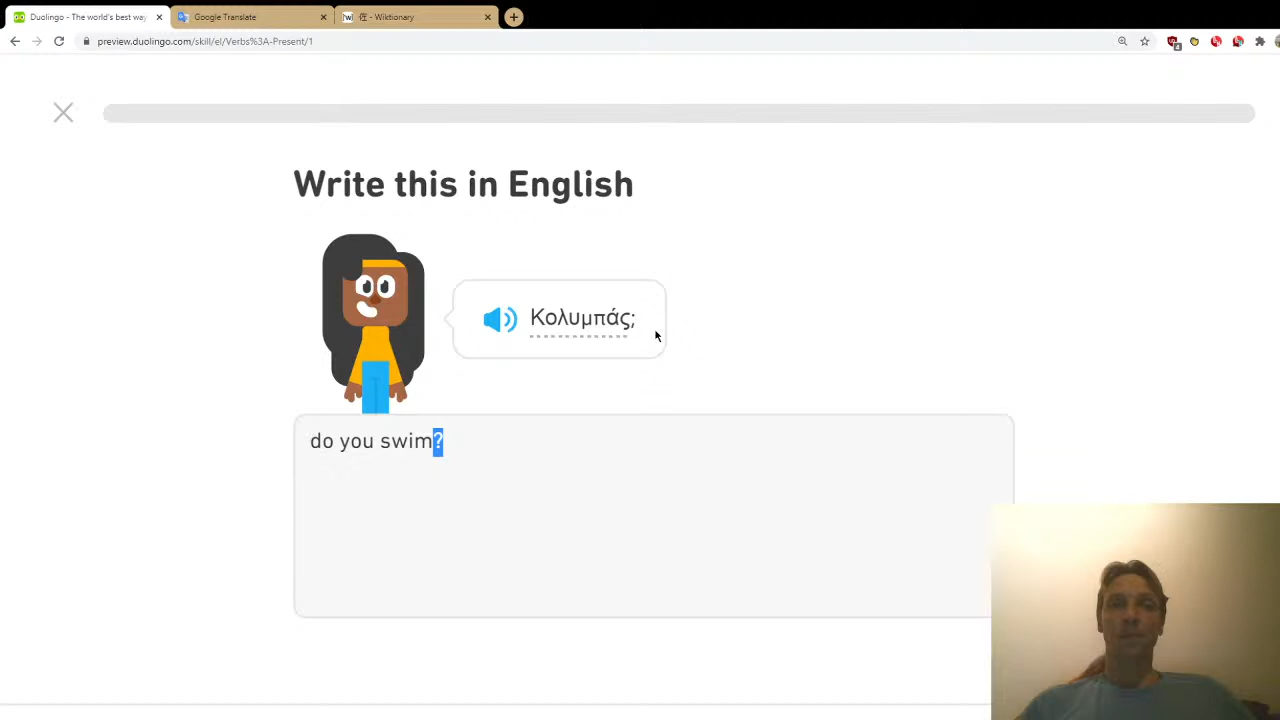 Duolingo - The world's best way
Google Translate
W
- Wiktionary
preview.duolingo.com/skill/el/Verbs%3A-Present/1
4
Write this in English
Κολυμπάς;
do you swim?